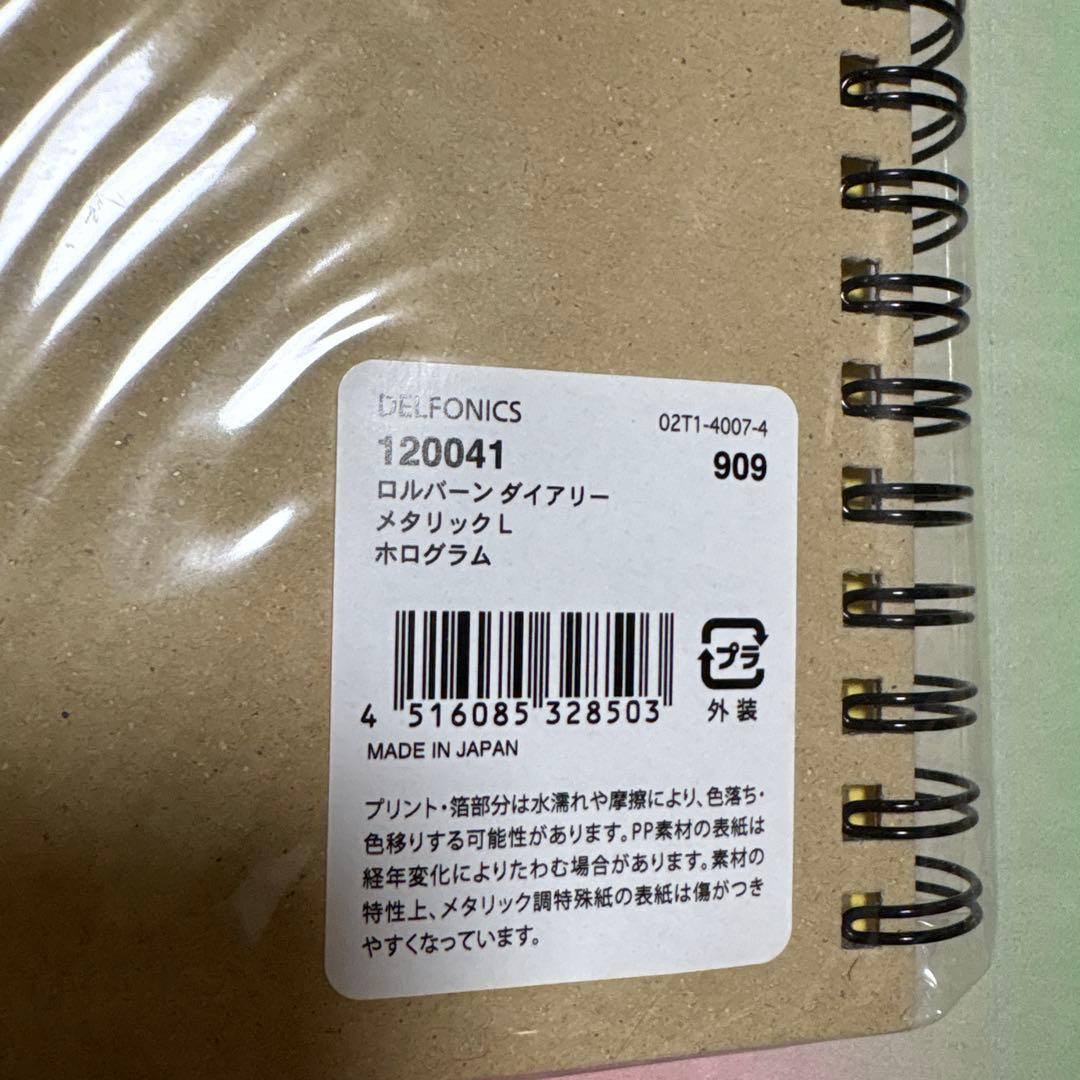 DELFONICS
02T1-4007-4
120041
909
ロルバーン ダイアリー
メタリック L
ホログラム
プラ
外装
4 516085 328503
MADE IN JAPAN
プリント・箔部分は水濡れや摩擦により、色落ち・
色移りする可能性があります。PP素材の表紙は
経年変化によりたわむ場合があります。素材の
特性上、メタリック調特殊紙の表紙は傷がつき
やすくなっています。